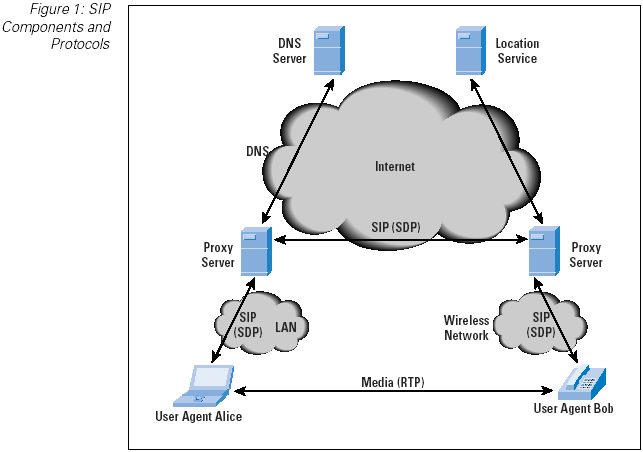 Figure 1: SIP
Components and
Protocols
DNS
Server
Location
Service
DNS
Internet
SIP (SDP)
Proxy
Server
Proxy
Server
SIP
(SDP)
LAN
Wireless
Network
SIP
(SDP)
Media (RTP)
User Agent Alice
User Agent Bob